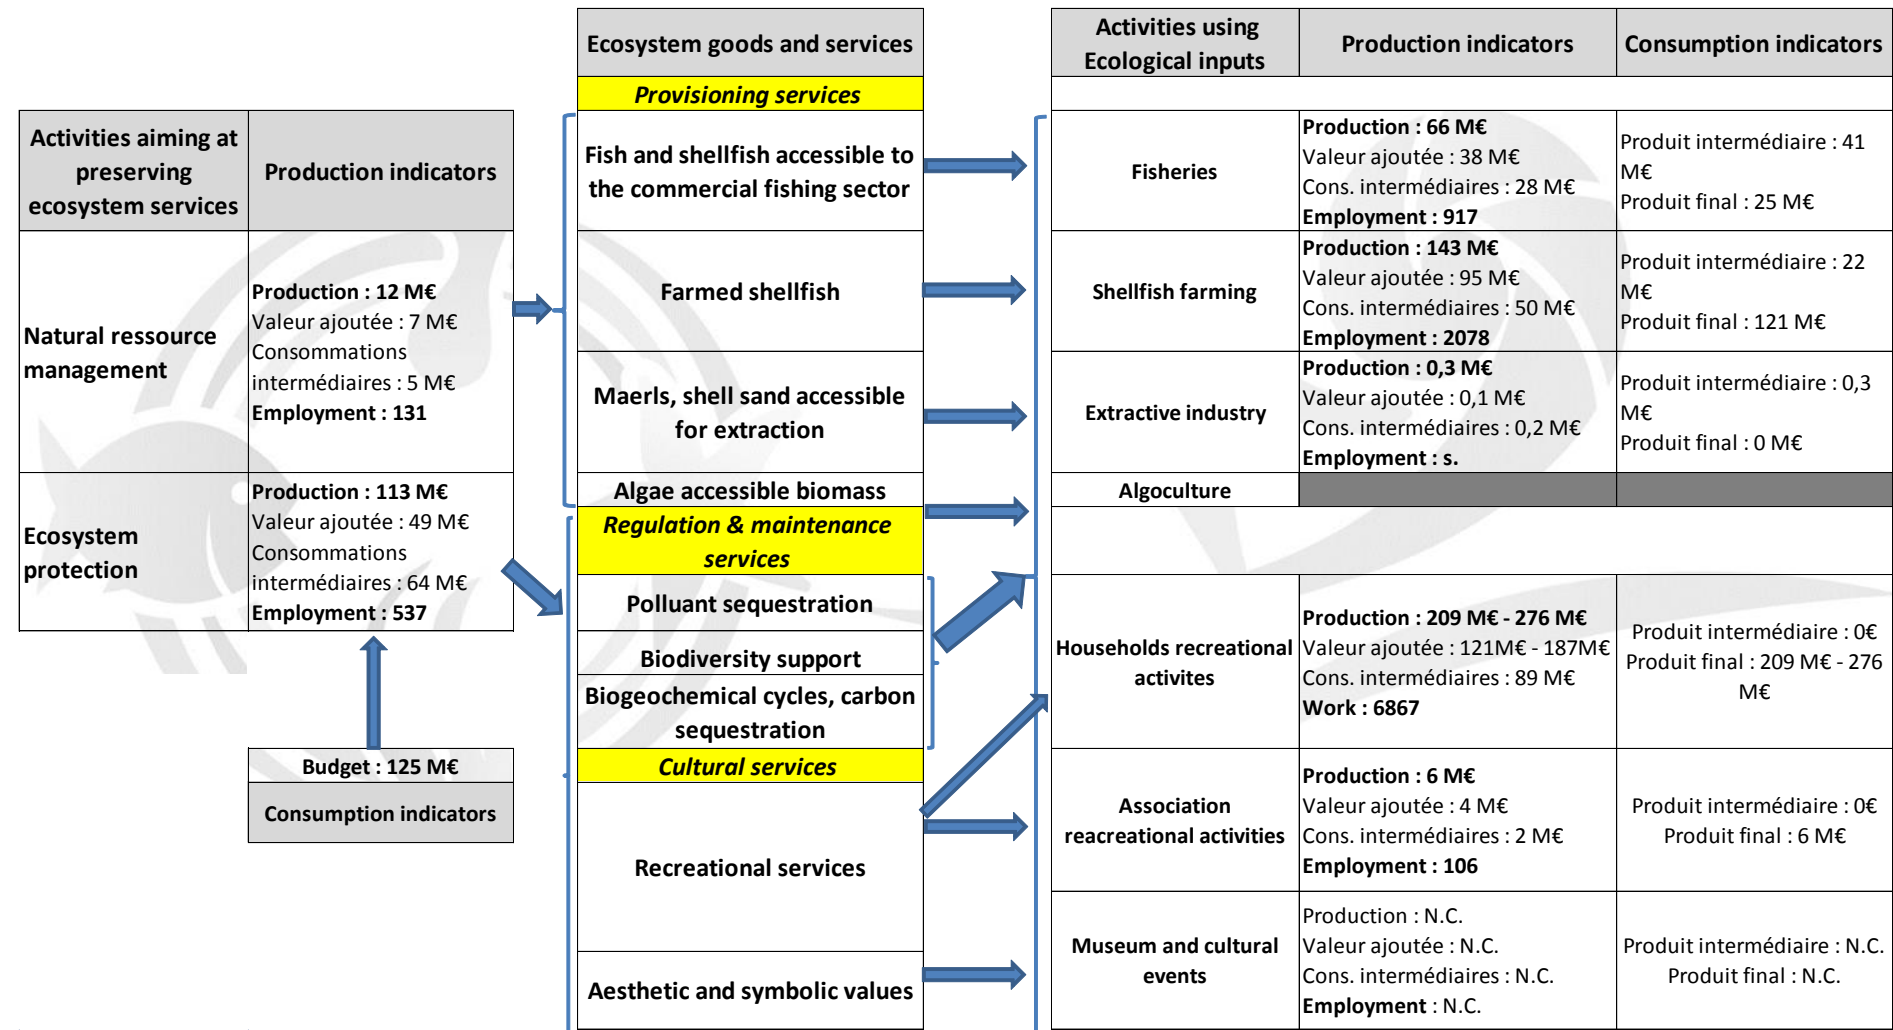 Activities aiming at
preserving
ecosystem services
Production indicators
Natural ressource
management
Production : 12 M€
Valeur ajoutée : 7 M€
Consommations
intermédiaires : 5 M€
Employment : 131
Ecosystem
protection
Production : 113 M€
Valeur ajoutée : 49 M€
Consommations
intermédiaires : 64 M€
Employment : 537
Budget : 125 M€
Consumption indicators
Ecosystem goods and services
Provisioning services
Fish and shellfish accessible to
the commercial fishing sector
Farmed shellfish
Maerls, shell sand accessible
for extraction
Algae accessible biomass
Regulation & maintenance
services
Polluant sequestration
Biodiversity support
Biogeochemical cycles, carbon
sequestration
Cultural services
Recreational services
Aesthetic and symbolic values
Activities using
Ecological inputs
Production indicators
Consumption indicators
Fisheries
Production : 66 M€
Valeur ajoutée : 38 M€
Cons. intermédiaires : 28 M€
Employment : 917
Produit intermédiaire : 41
M€
Produit final : 25 M€
Shellfish farming
Production : 143 M€
Valeur ajoutée : 95 M€
Cons. intermédiaires : 50 M€
Employment : 2078
Produit intermédiaire : 22
M€
Produit final : 121 M€
Extractive industry
Production : 0,3 M€
Valeur ajoutée : 0,1 M€
Cons. intermédiaires : 0,2 M€
Employment : s.
Produit intermédiaire : 0,3
M€
Produit final : 0 M€
Algoculture
Households recreational
activites
Production : 209 M€ - 276 M€
Valeur ajoutée : 121M€ - 187M€
Cons. intermédiaires : 89 M€
Work : 6867
Produit intermédiaire : 0€
Produit final : 209 M€ - 276
M€
Association
reacreational activities
Production : 6 M€
Valeur ajoutée : 4 M€
Cons. intermédiaires : 2 M€
Employment : 106
Produit intermédiaire : 0€
Produit final : 6 M€
Museum and cultural
events
Production : N.C.
Valeur ajoutée : N.C.
Cons. intermédiaires : N.C.
Employment : N.C.
Produit intermédiaire : N.C.
Produit final : N.C.